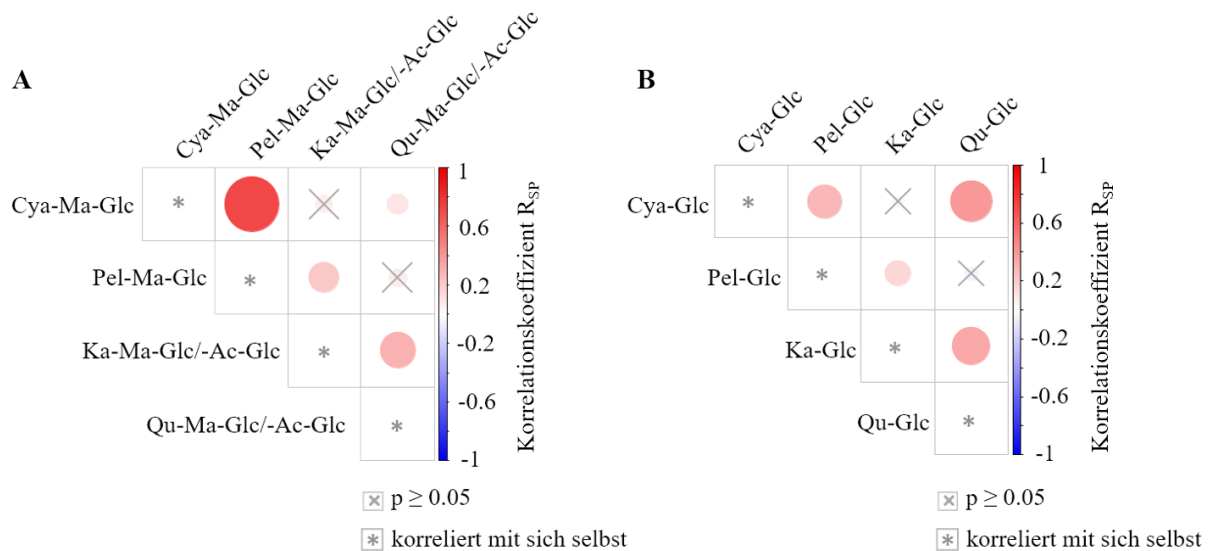 A
Cya-Ma-Glc
Pel-Ma-Glc
Ka-Ma-Glc/-Ac-Glc
Qu-Ma-Glc/-Ac-Glc
Cya-Ma-Glc
Pel-Ma-Glc
Ka-Ma-Glc/-Ac-Glc
Qu-Ma-Glc/-Ac-Glc
*
*
*
*
1
0.6
0.2
-0.2
-0.6
-1
Korrelationskoeffizient R_SP
p ≥ 0.05
* korreliert mit sich selbst
B
Cya-Glc
Pel-Glc
Ka-Glc
Qu-Glc
Cya-Glc
Pel-Glc
Ka-Glc
Qu-Glc
*
*
*
*
1
0.6
0.2
-0.2
-0.6
-1
Korrelationskoeffizient R_SP
p ≥ 0.05
* korreliert mit sich selbst